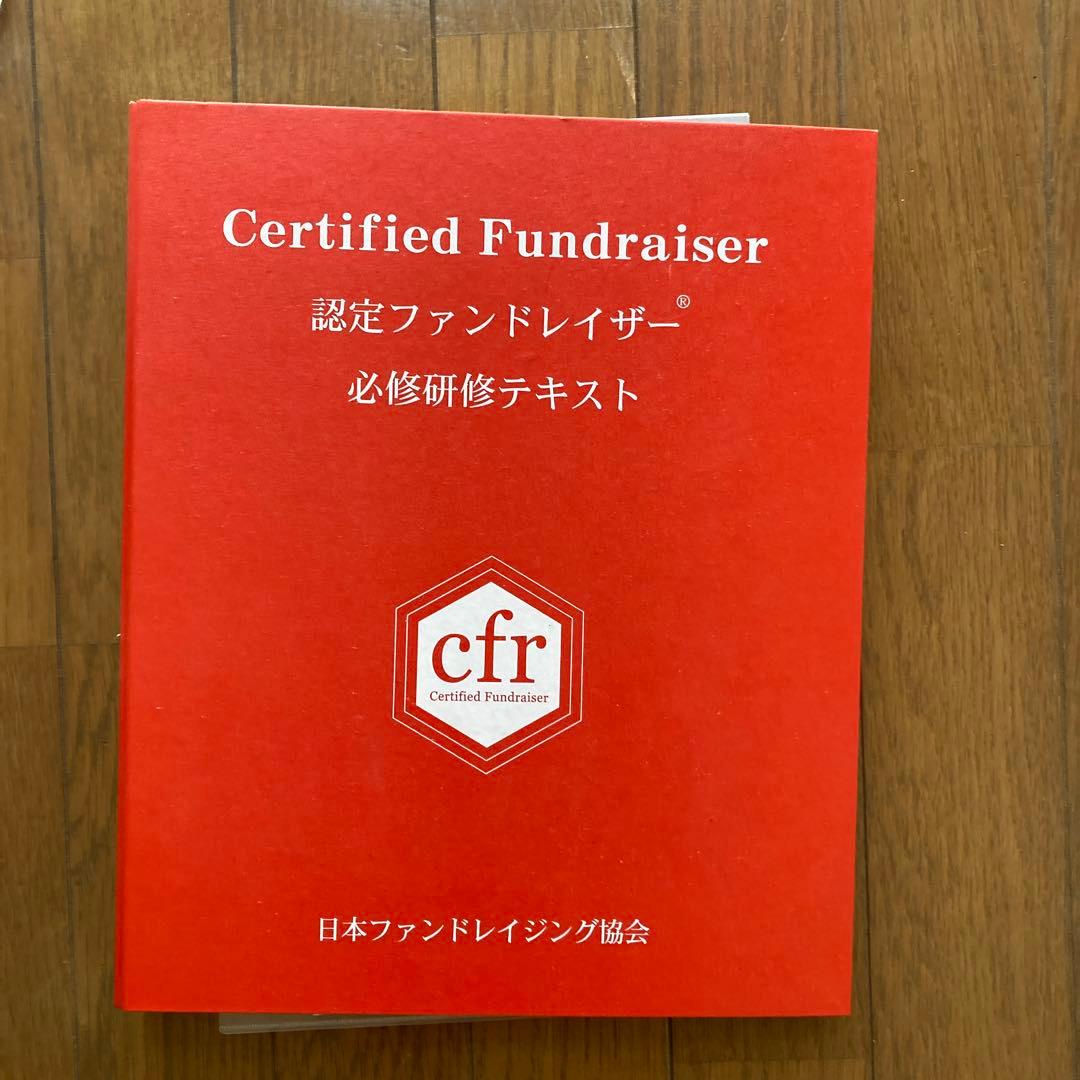 Certified Fundraiser
認定ファンドレイザー®
必修研修テキスト
cfr
Certified Fundraiser
日本ファンドレイジング協会